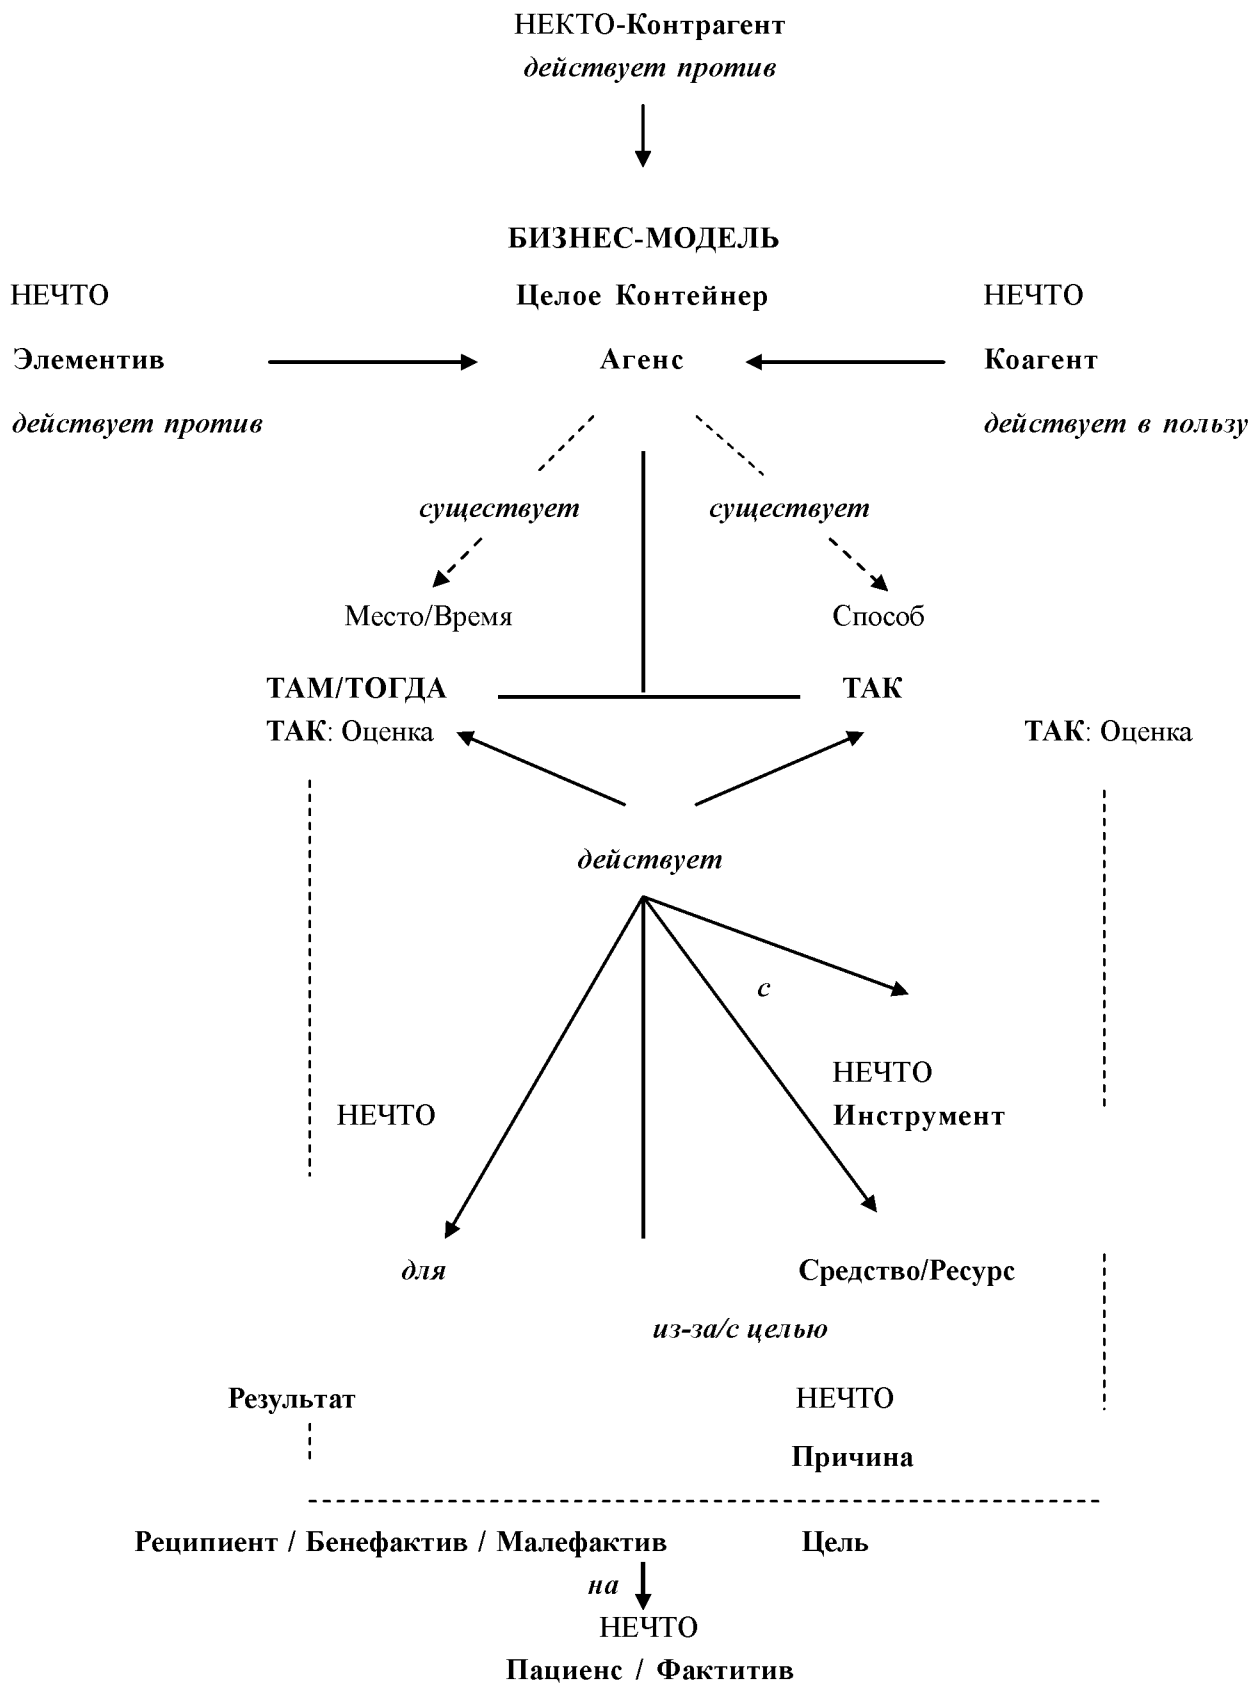 НЕКТО-Контрагент
действует против
БИЗНЕС-МОДЕЛЬ
НЕЧТО
Целое Контейнер
НЕЧТО
Элементив
Агенс
Коагент
действует против
действует в пользу
существует
существует
Место/Время
Способ
ТАМ/ТОГДА
ТАК
ТАК: Оценка
ТАК: Оценка
действует
с
НЕЧТО
НЕЧТО
Инструмент
для
Средство/Ресурс
из-за/с целью
Результат
НЕЧТО
Причина
Реципиент / Бенефактив / Малефактив
Цель
на
НЕЧТО
Пациенс / Фактитив